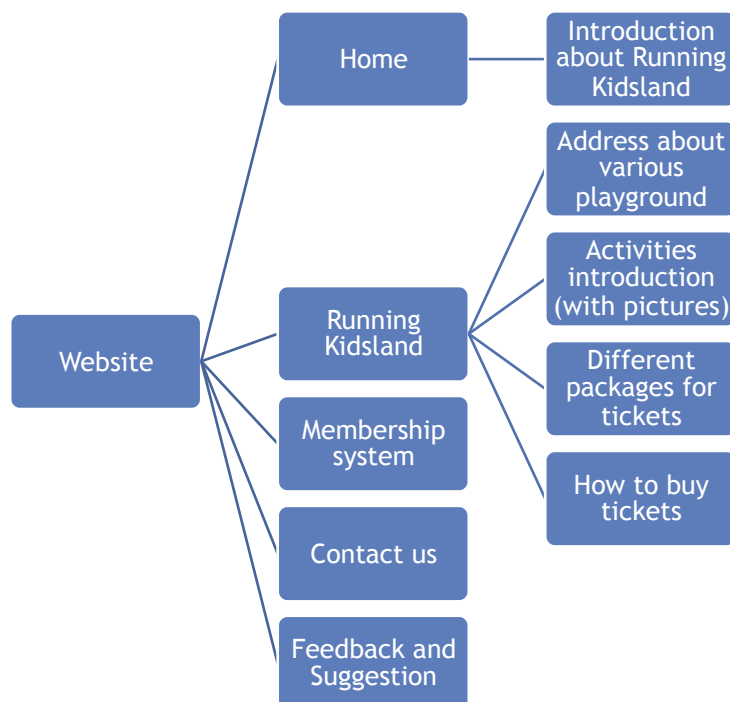 Website
Home
Introduction
about Running
Kidsland
Running
Kidsland
Address about
various
playground
Activities
introduction
(with pictures)
Different
packages for
tickets
How to buy
tickets
Membership
system
Contact us
Feedback and
Suggestion